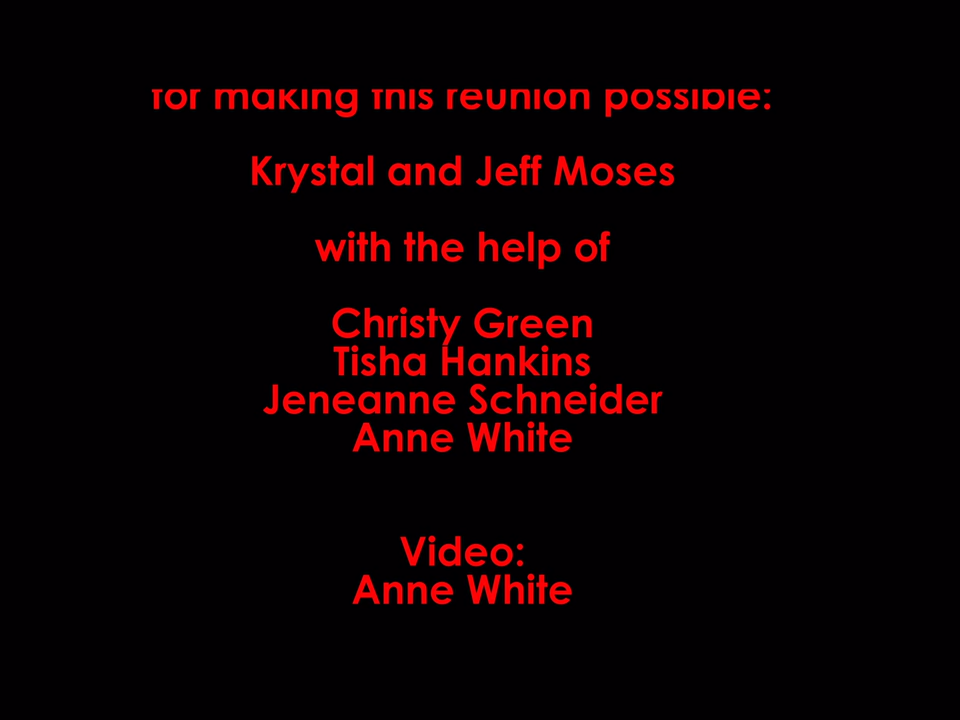 for making this reunion possible:
Krystal and Jeff Moses
with the help of
Christy Green
Tisha Hankins
Jeneanne Schneider
Anne White
Video:
Anne White